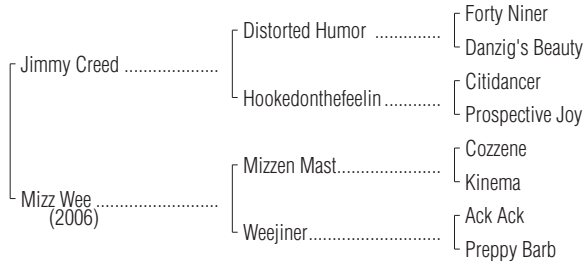 Forty Niner
Distorted Humor ..............
Danzig's Beauty
Jimmy Creed ....................
Citidancer
Hookedonthefeelin ............
Prospective Joy
Cozzene
Mizzen Mast......................
Kinema
Mizz Wee ..........................
(2006)
Ack Ack
Weejiner............................
Preppy Barb